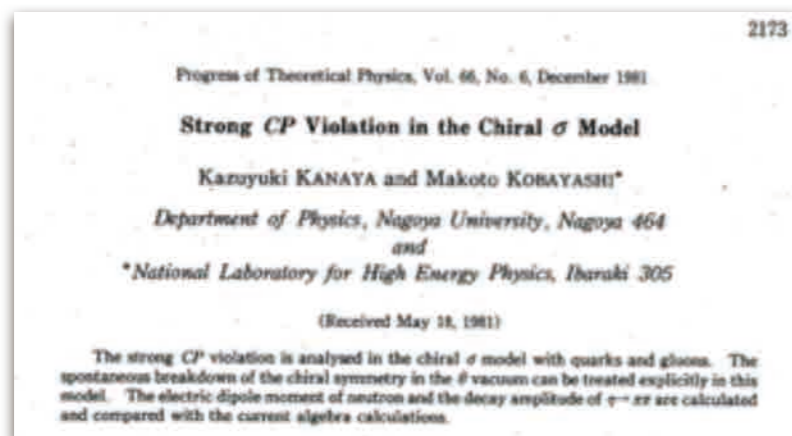 2173
Progress of Theoretical Physics, Vol. 66, No. 6, December 1981
Strong CP Violation in the Chiral σ Model
Kazuyuki KANAYA and Makoto KOBAYASHI*
Department of Physics, Nagoya University, Nagoya 464
and
*National Laboratory for High Energy Physics, Ibaraki 305
(Received May 18, 1981)
The strong CP violation is analysed in the chiral σ model with quarks and gluons. The
spontaneous breakdown of the chiral symmetry in the θ vacuum can be treated explicitly in this
model. The electric dipole moment of neutron and the decay amplitude of η→ππ are calculated
and compared with the current algebra calculations.